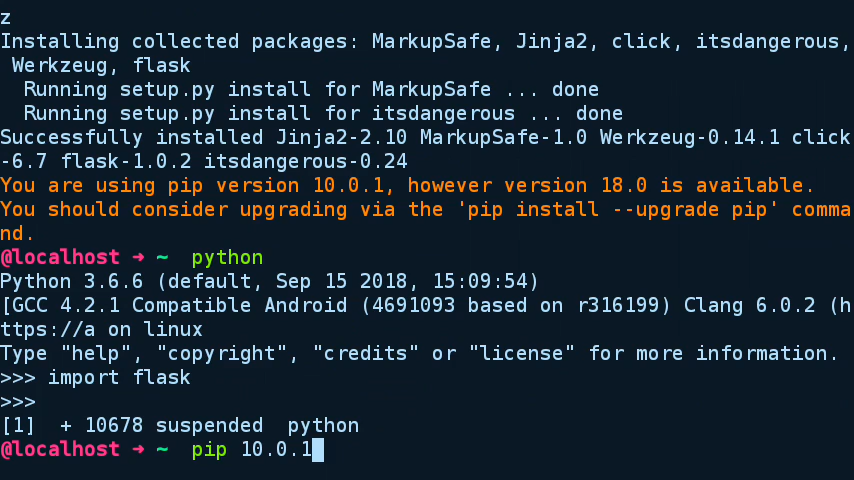 z
Installing collected packages: MarkupSafe, Jinja2, click, itsdangerous,
 Werkzeug, flask
  Running setup.py install for MarkupSafe ... done
  Running setup.py install for itsdangerous ... done
Successfully installed Jinja2-2.10 MarkupSafe-1.0 Werkzeug-0.14.1 click
-6.7 flask-1.0.2 itsdangerous-0.24
You are using pip version 10.0.1, however version 18.0 is available.
You should consider upgrading via the 'pip install --upgrade pip' comma
nd.
@localhost ➜ ~  python
Python 3.6.6 (default, Sep 15 2018, 15:09:54)
[GCC 4.2.1 Compatible Android (4691093 based on r316199) Clang 6.0.2 (h
ttps://a on linux
Type "help", "copyright", "credits" or "license" for more information.
>>> import flask
>>>
[1]  + 10678 suspended  python
@localhost ➜ ~  pip 10.0.1